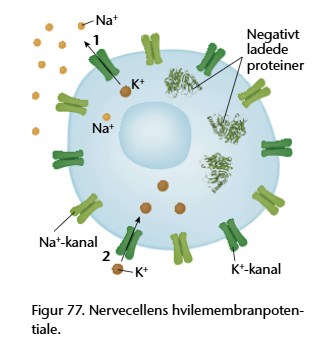 Na⁺
1
Negativt
ladede
proteiner
K⁺
Na⁺
Na⁺-kanal
2
K⁺
K⁺-kanal
Figur 77. Nervecellens hvilemembranpoten-
tiale.